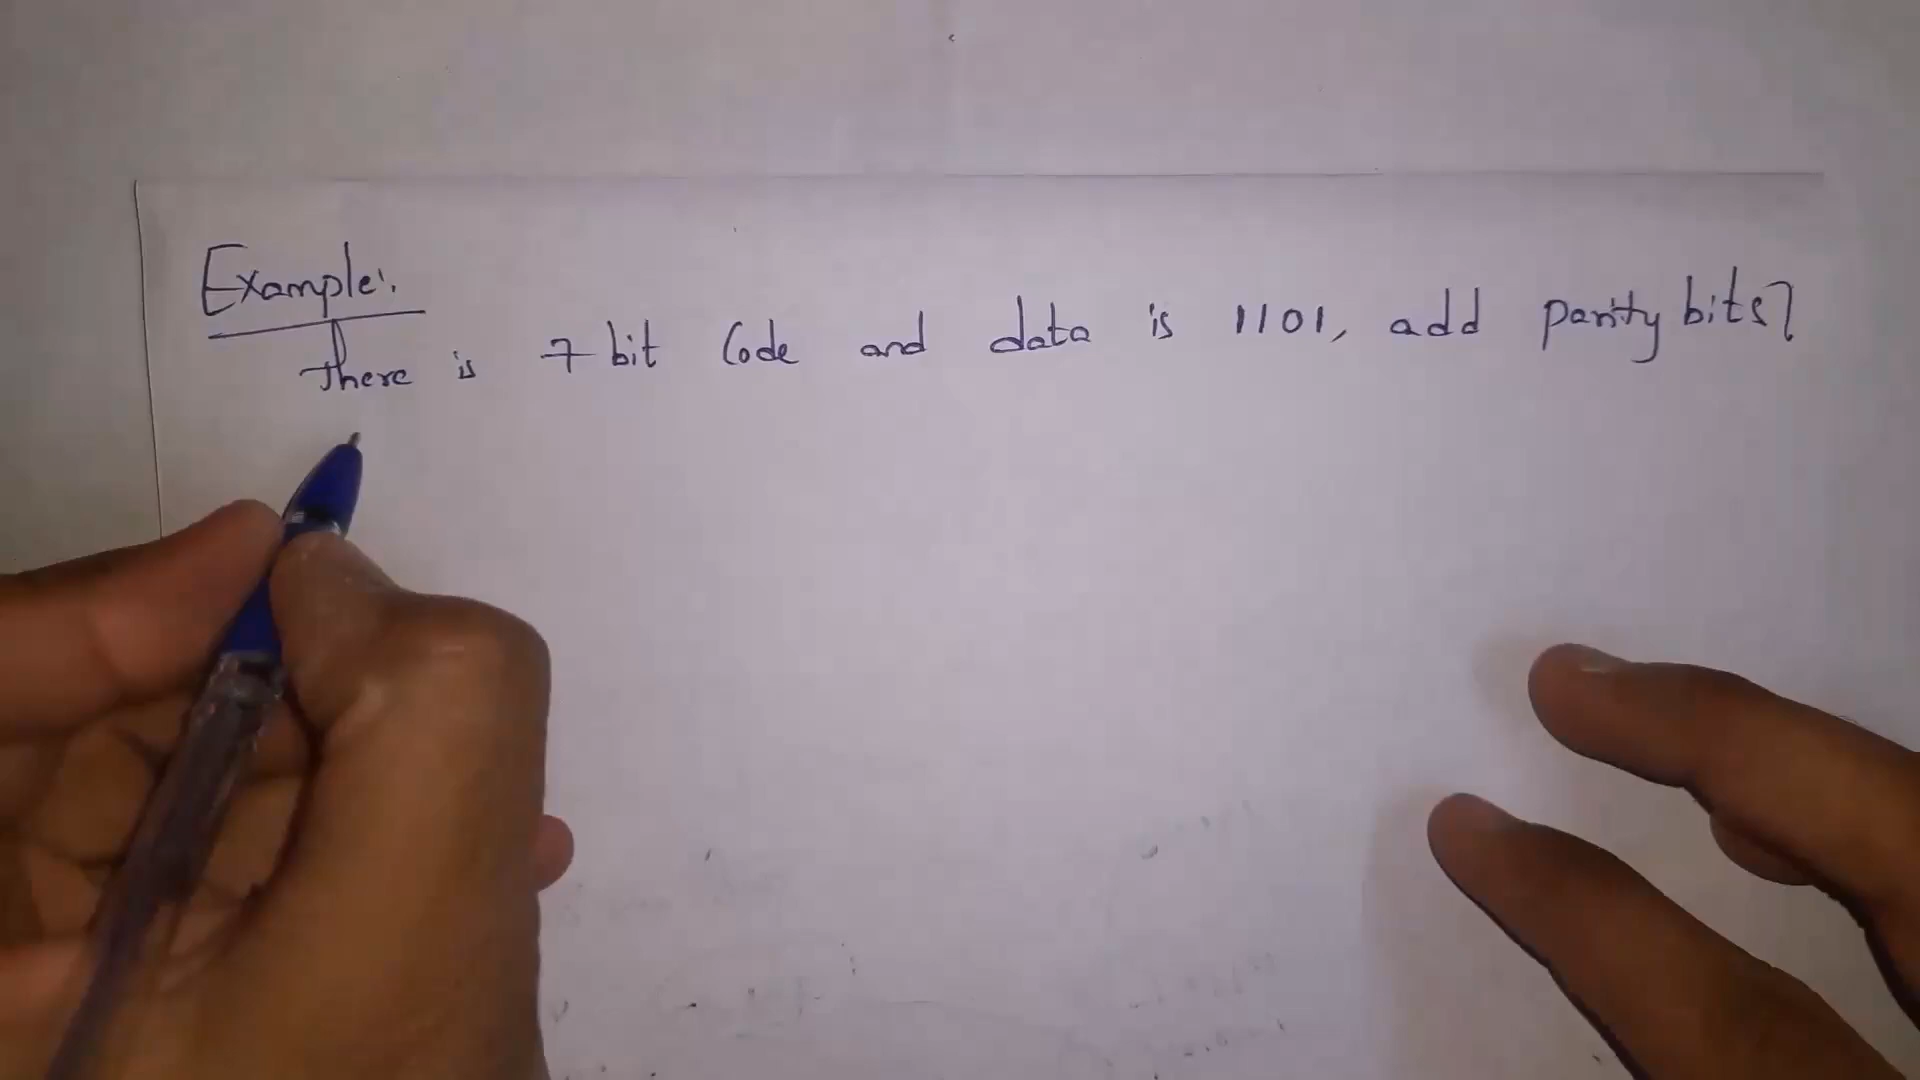 Example:
There is 7 bit Code and data is 1101, add parity bits?